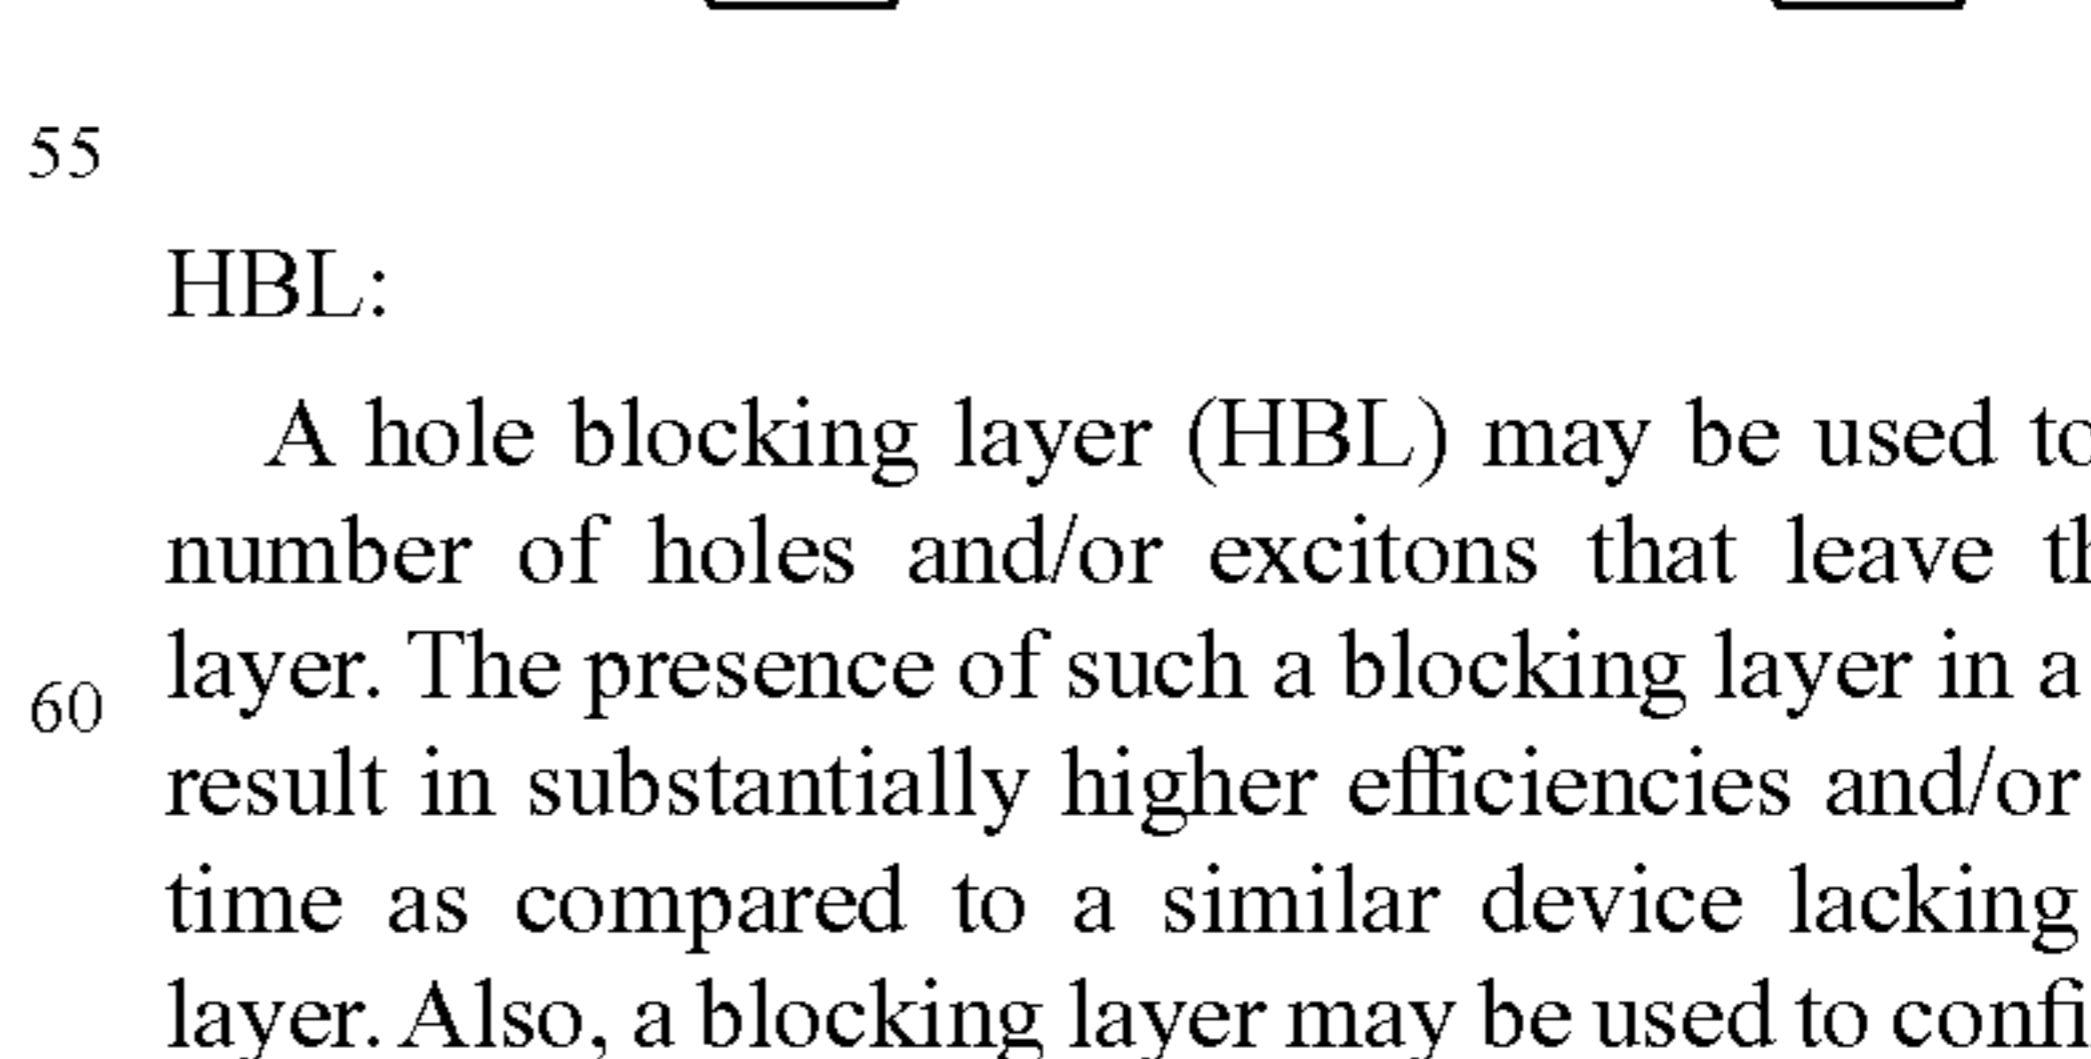 55
HBL:
A hole blocking layer (HBL) may be used to
number of holes and/or excitons that leave
layer. The presence of such a blocking layer in a
60
result in substantially higher efficiencies and/or
time as compared to a similar device lacking
layer. Also, a blocking layer may be used to